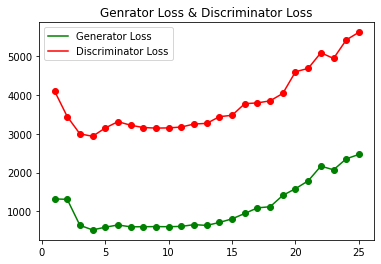 Genrator Loss & Discriminator Loss
Generator Loss
Discriminator Loss
5000
4000
3000
2000
1000
0 5 10 15 20 25